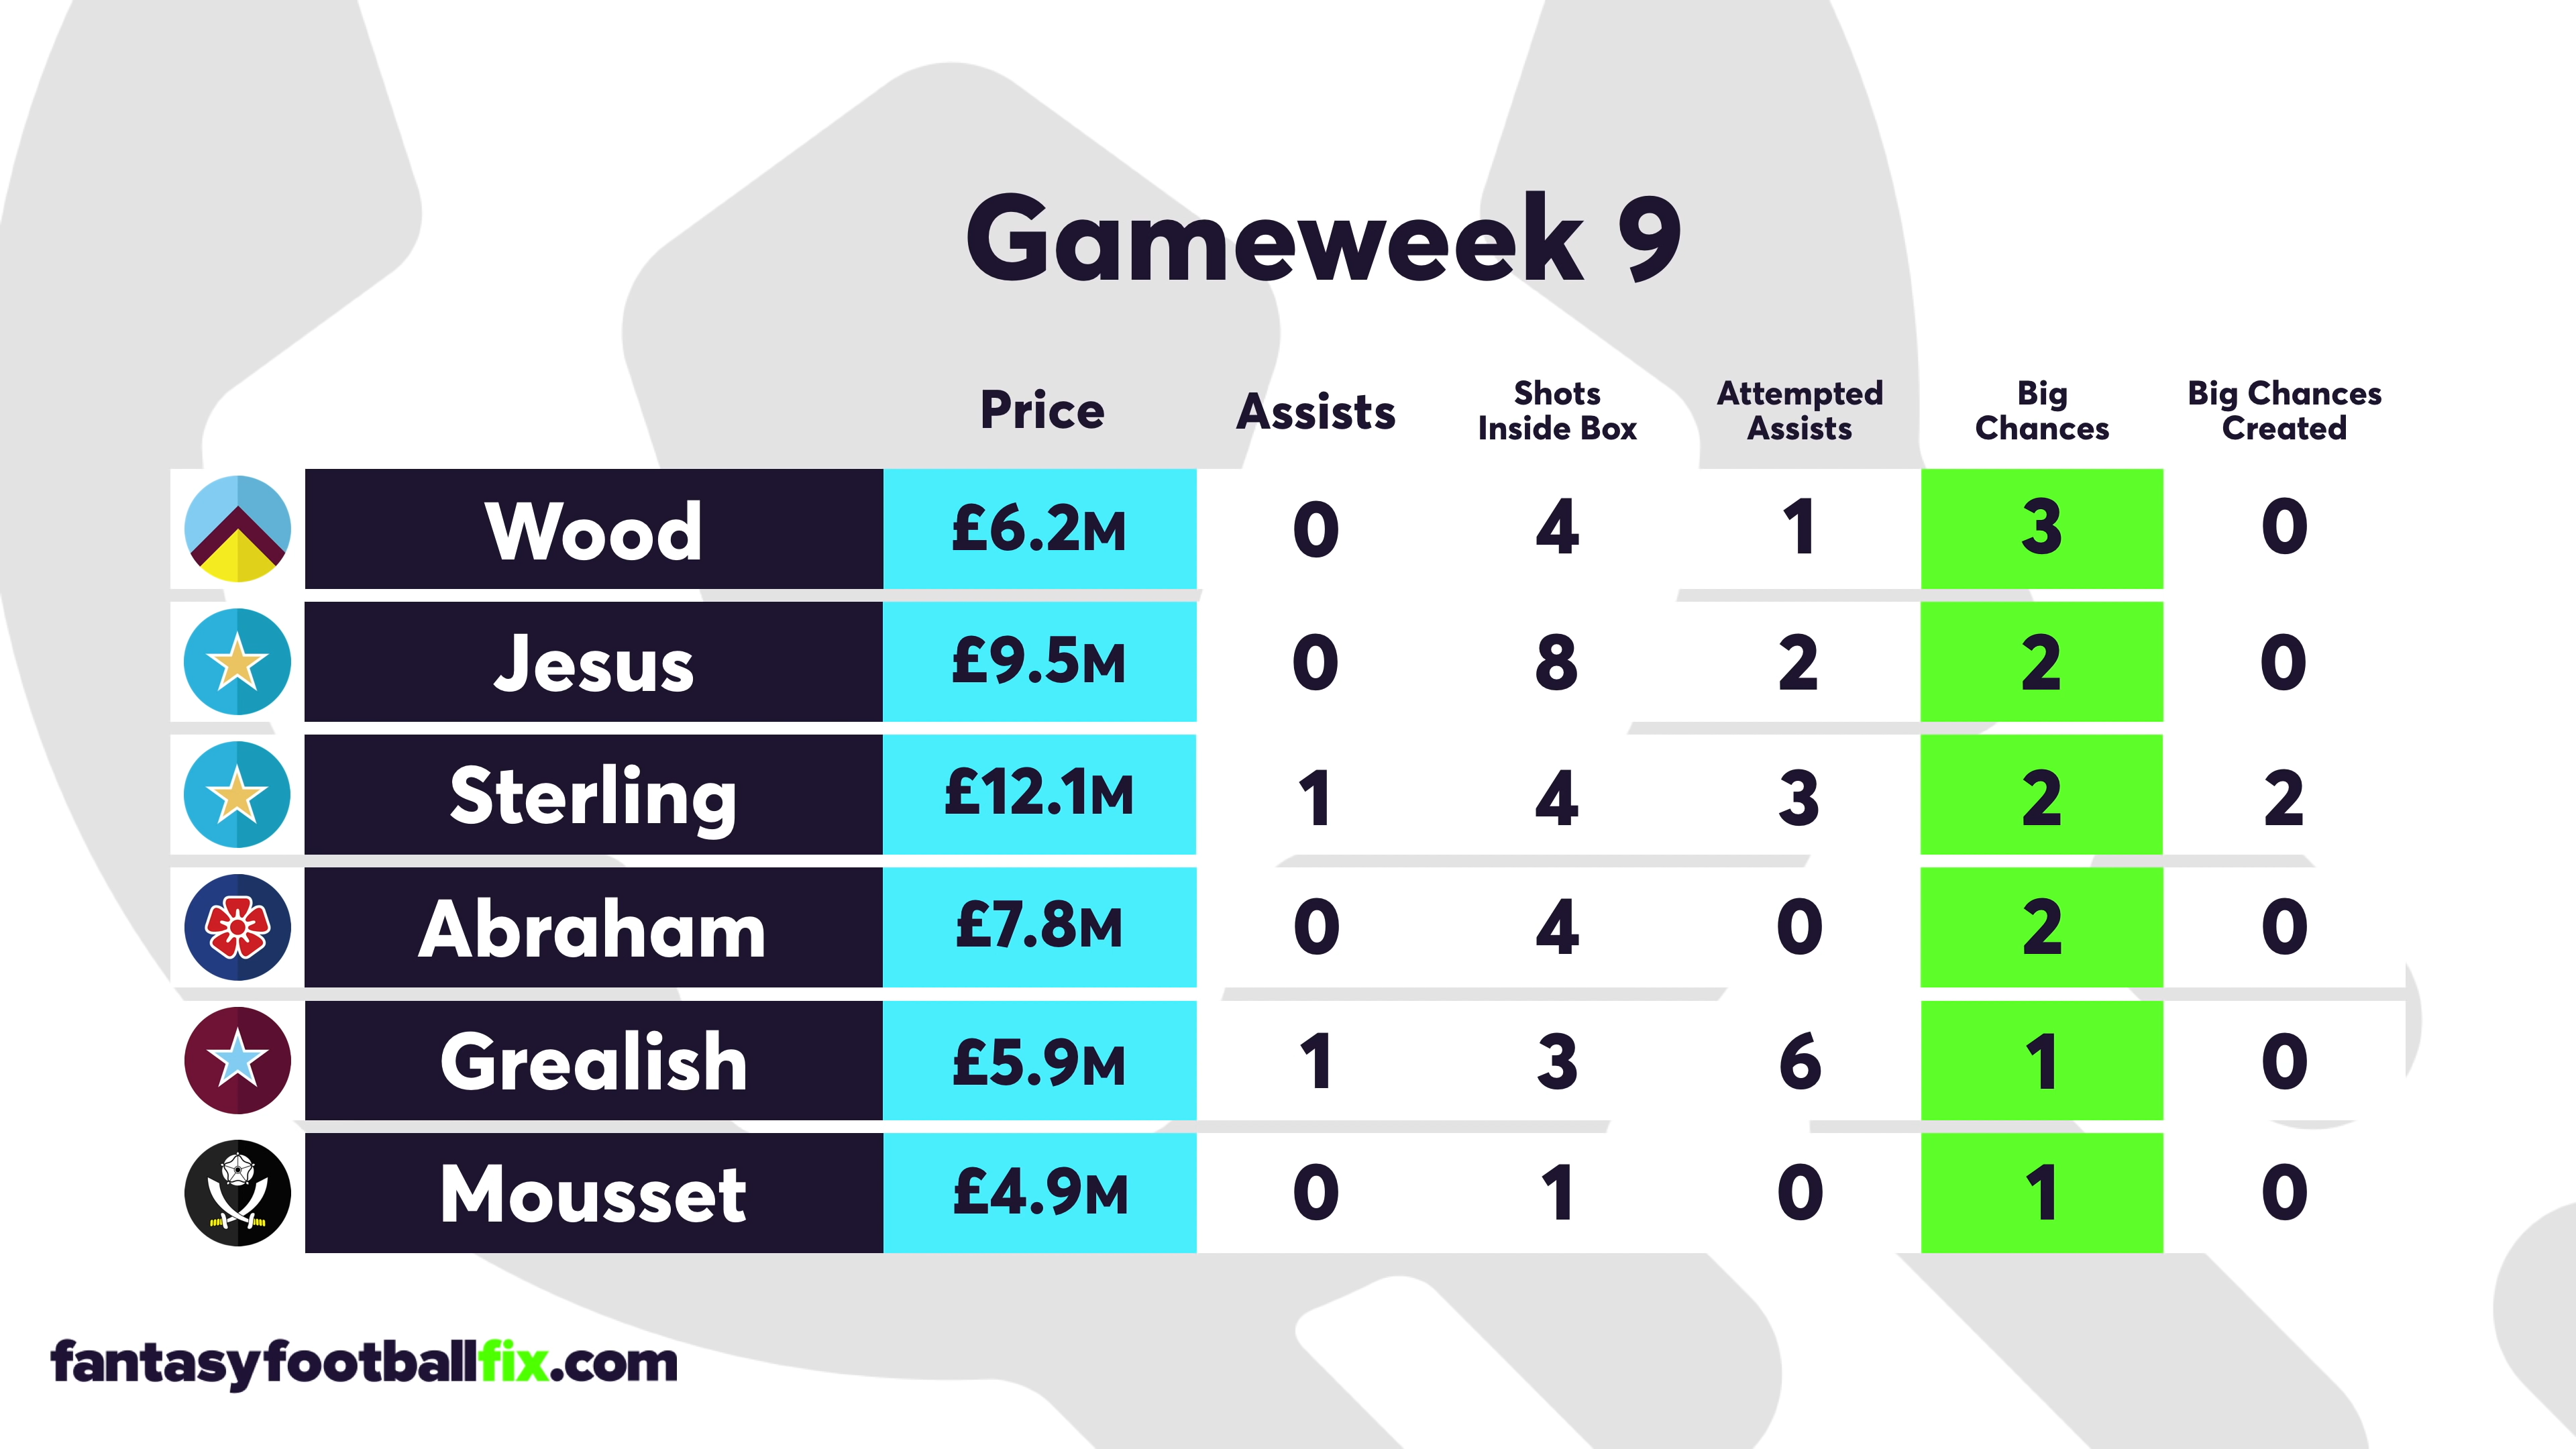 Gameweek 9
Price Assists Shots Inside Box Attempted Assists Big Chances Big Chances Created
Wood £6.2M 0 4 1 3 0
Jesus £9.5M 0 8 2 2 0
Sterling £12.1M 1 4 3 2 2
Abraham £7.8M 0 4 0 2 0
Grealish £5.9M 1 3 6 1 0
Mousset £4.9M 0 1 0 1 0
fantasyfootballfix.com